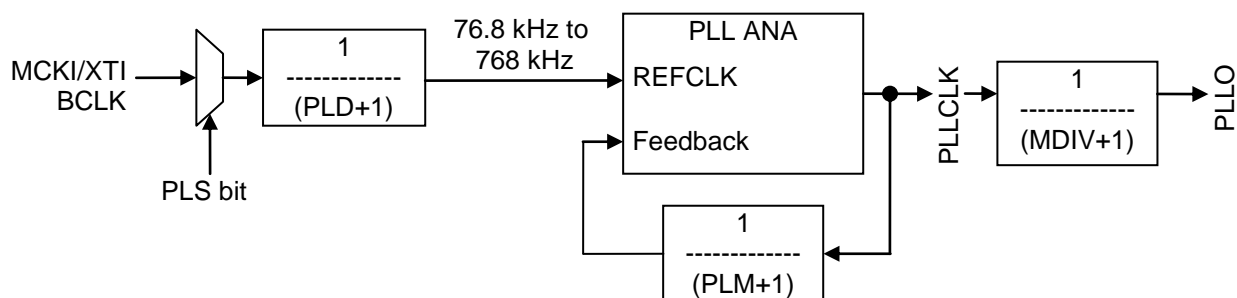 MCKI/XTI
BCLK
PLS bit
1
------------
(PLD+1)
76.8 kHz to
768 kHz
PLL ANA
REFCLK
Feedback
1
------------
(PLM+1)
PLLCLK
1
------------
(MDIV+1)
PLLO